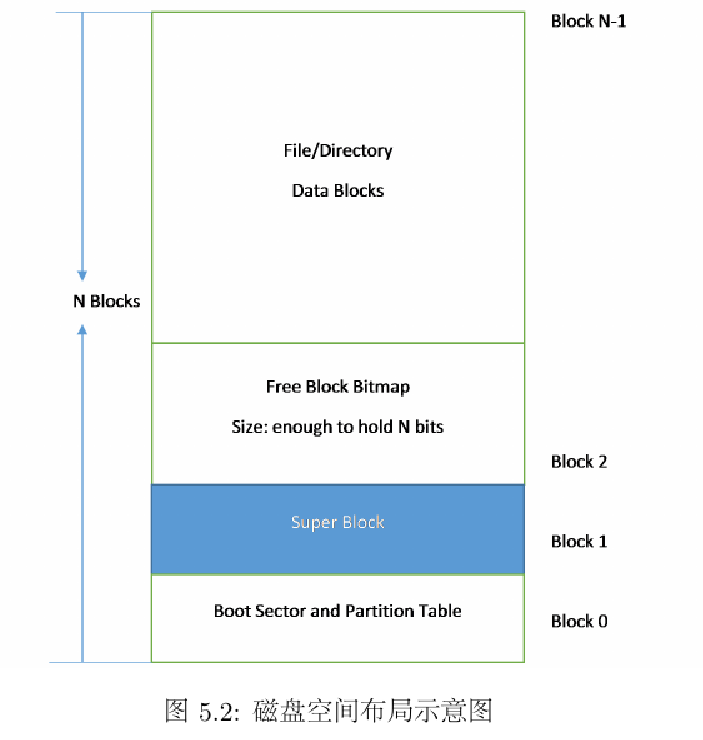 Block N-1
File/Directory
Data Blocks
N Blocks
Free Block Bitmap
Size: enough to hold N bits
Block 2
Super Block
Block 1
Boot Sector and Partition Table
Block 0
图 5.2: 磁盘空间布局示意图